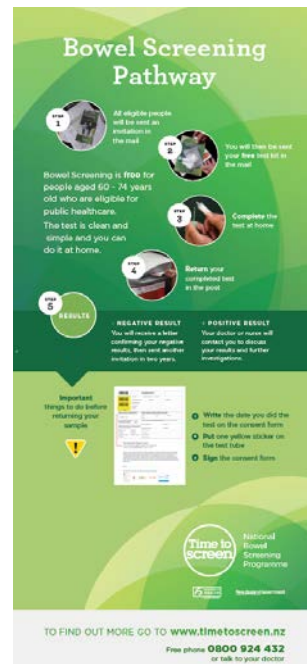 Bowel Screening
Pathway
STEP
1
All eligible people
will be sent an
invitation in
the mail
STEP
2
You will then be sent
your free test kit in
the mail
Bowel Screening is free for
people aged 60 - 74 years
old who are eligible for
public healthcare.
The test is clean and
simple and you can
do it at home.
STEP
3
Complete the
test at home
STEP
4
Return your
completed test
in the post
STEP
5
RESULTS
- NEGATIVE RESULT
You will receive a letter
confirming your negative
results, then sent another
invitation in two years.
+ POSITIVE RESULT
Your doctor or nurse will
contact you to discuss
your results and further
investigations.
Important
things to do before
returning your
sample
Write the date you did the
test on the consent form
Put one yellow sticker on
the test tube
Sign the consent form
Time to
screen
National
Bowel
Screening
Programme
TO FIND OUT MORE GO TO www.timetoscreen.nz
Free phone 0800 924 432
or talk to your doctor